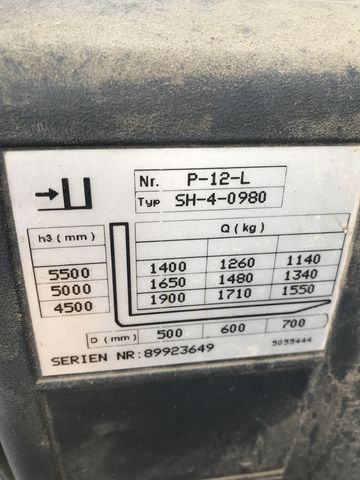 Nr. P-12-L
Typ SH-4-0980
h3 (mm) Q (kg)
5500 1400 1260 1140
5000 1650 1480 1340
4500 1900 1710 1550
D (mm) 500 600 700
SERIEN NR:89923649 5055444